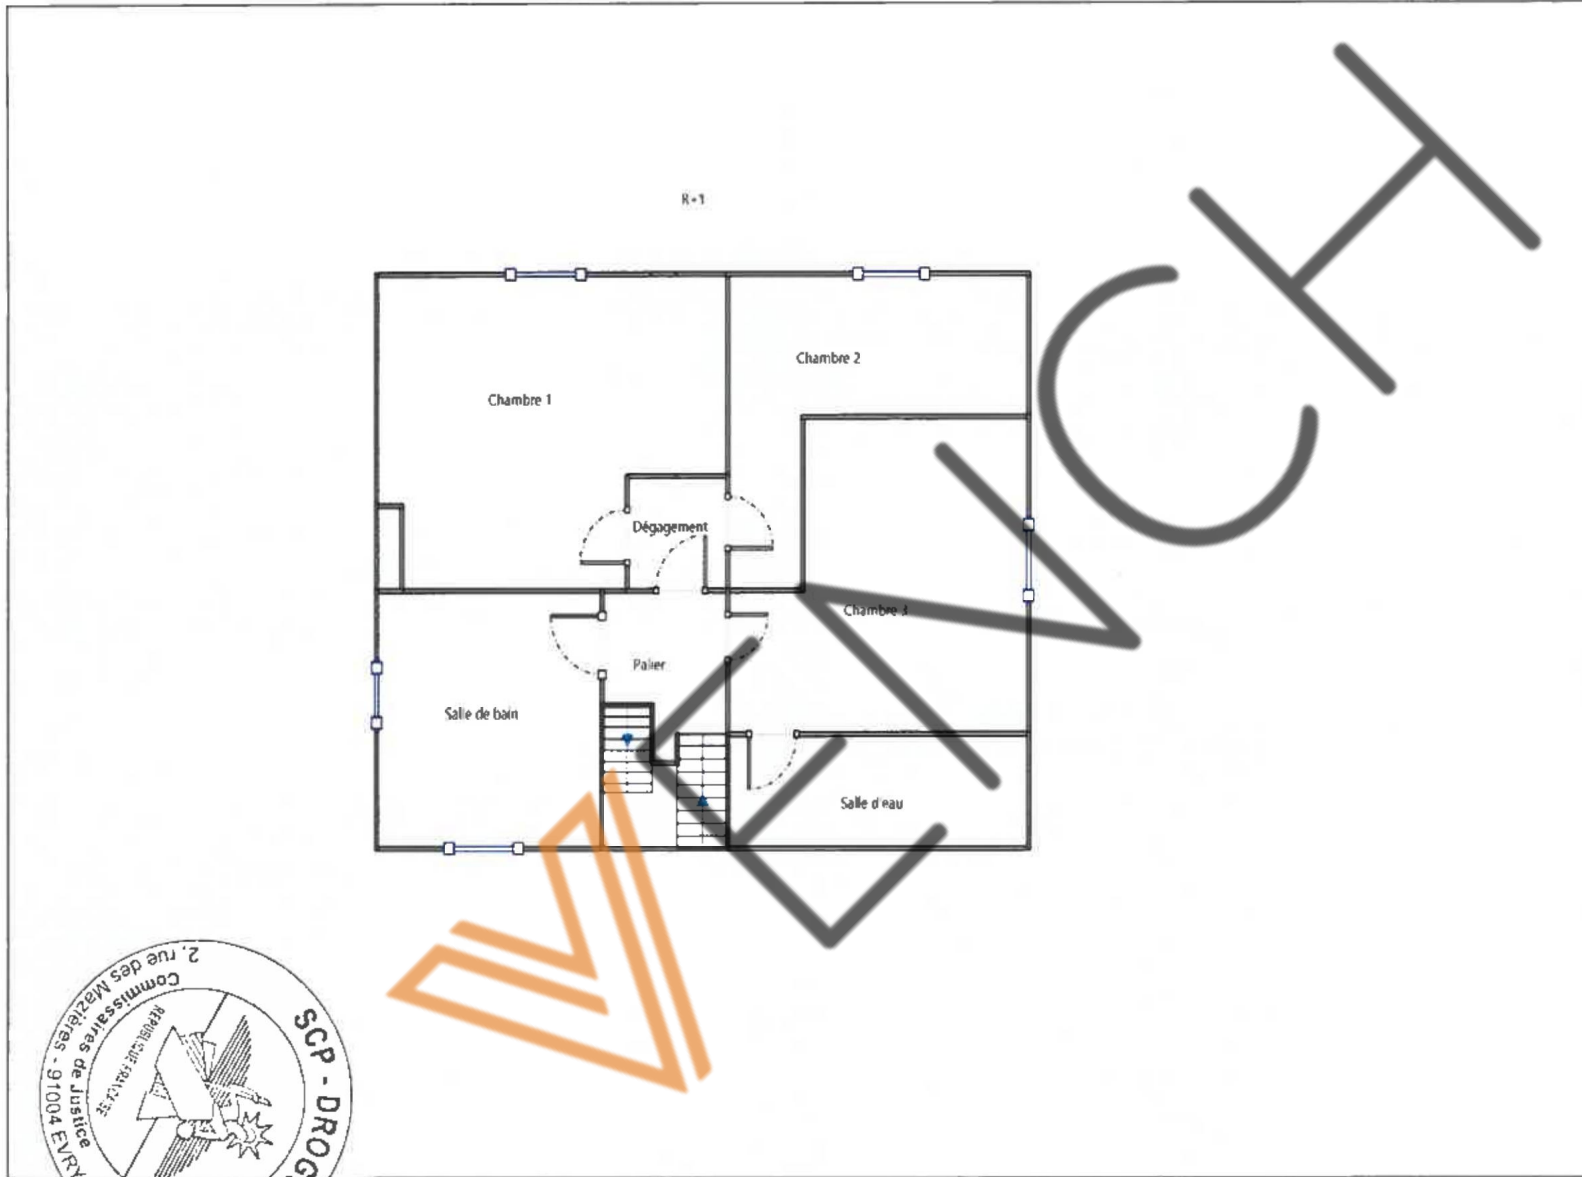 R+1
Chambre 2
Chambre 1
Dégagement
Chambre 3
Palier
Salle de bain
Salle d'eau
VENCH
SCP - DROG
2, rue des Mazières - 91004 EVRY
Commissaires de Justice
REPUBLIQUE FRANCAISE